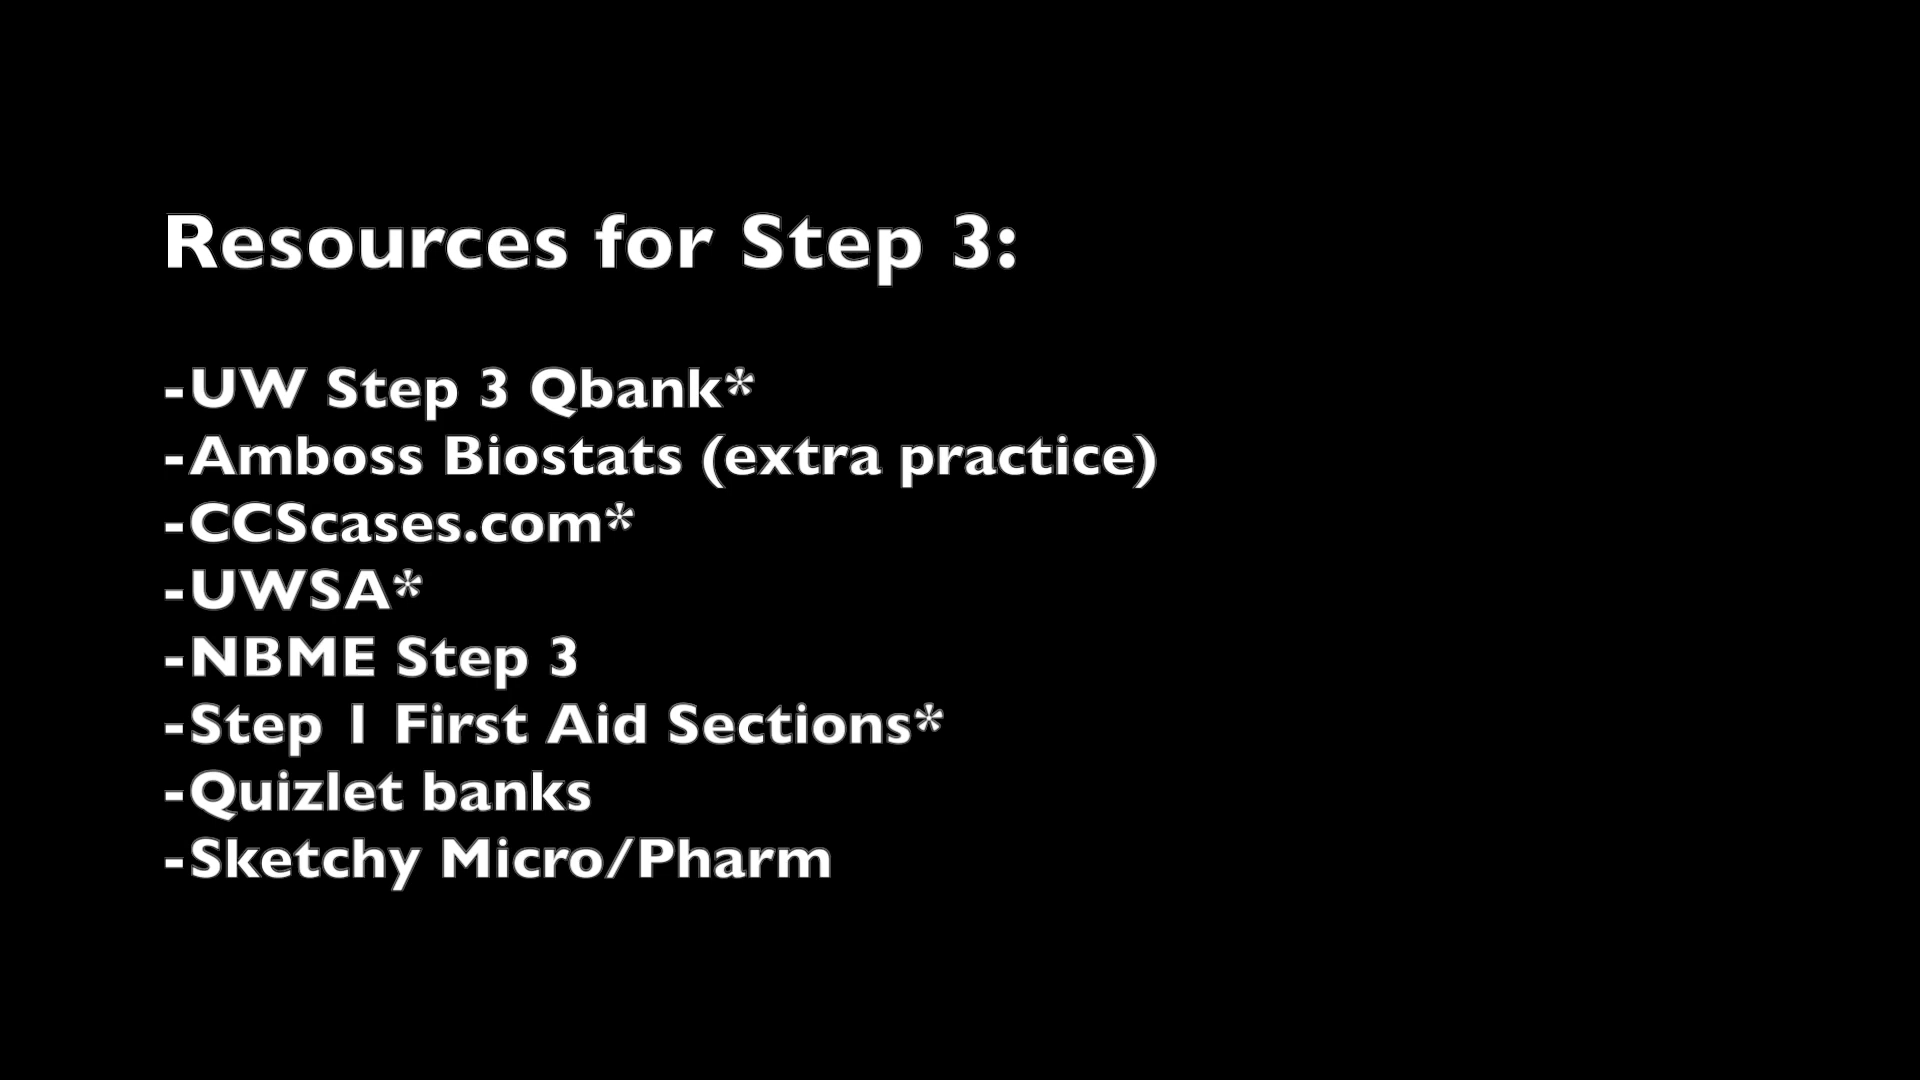 Resources for Step 3:
-UW Step 3 Qbank*
-Amboss Biostats (extra practice)
-CCScases.com*
-UWSA*
-NBME Step 3
-Step 1 First Aid Sections*
-Quizlet banks
-Sketchy Micro/Pharm